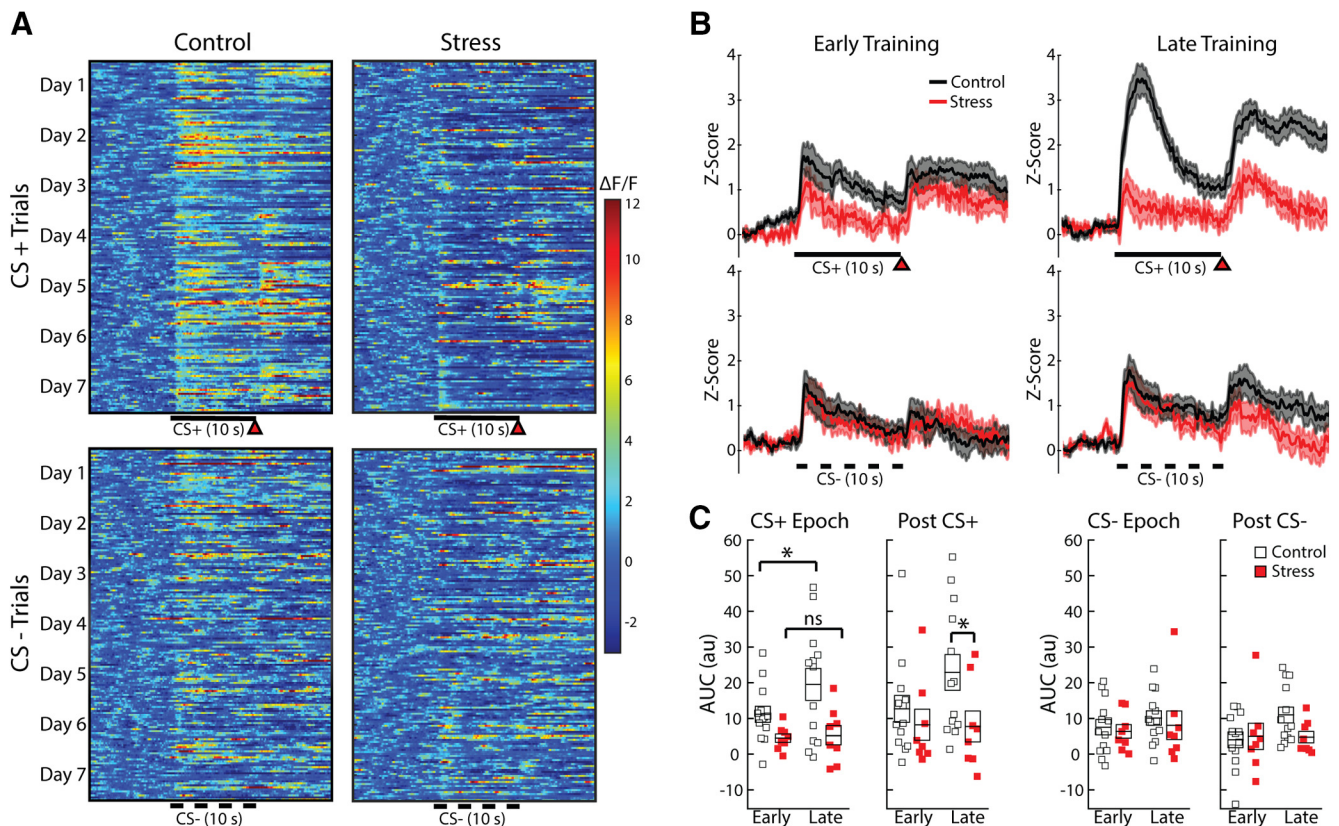 A
Control
Stress
CS + Trials
Day 1
Day 2
Day 3
Day 4
Day 5
Day 6
Day 7
CS+ (10 s)
CS+ (10 s)
ΔF/F
12
10
8
6
4
2
0
-2
CS - Trials
Day 1
Day 2
Day 3
Day 4
Day 5
Day 6
Day 7
CS- (10 s)
CS- (10 s)
B
Early Training
Late Training
Control
Stress
Z-Score
4
3
2
1
0
CS+ (10 s)
Control
Stress
Z-Score
4
3
2
1
0
CS+ (10 s)
Z-Score
4
3
2
1
0
CS- (10 s)
Z-Score
4
3
2
1
0
CS- (10 s)
C
CS+ Epoch
Post CS+
CS- Epoch
Post CS-
AUC (au)
60
50
40
30
20
10
0
-10
*
ns
*
Early
Late
Early
Late
AUC (au)
60
50
40
30
20
10
0
-10
Control
Stress
Early
Late
Early
Late